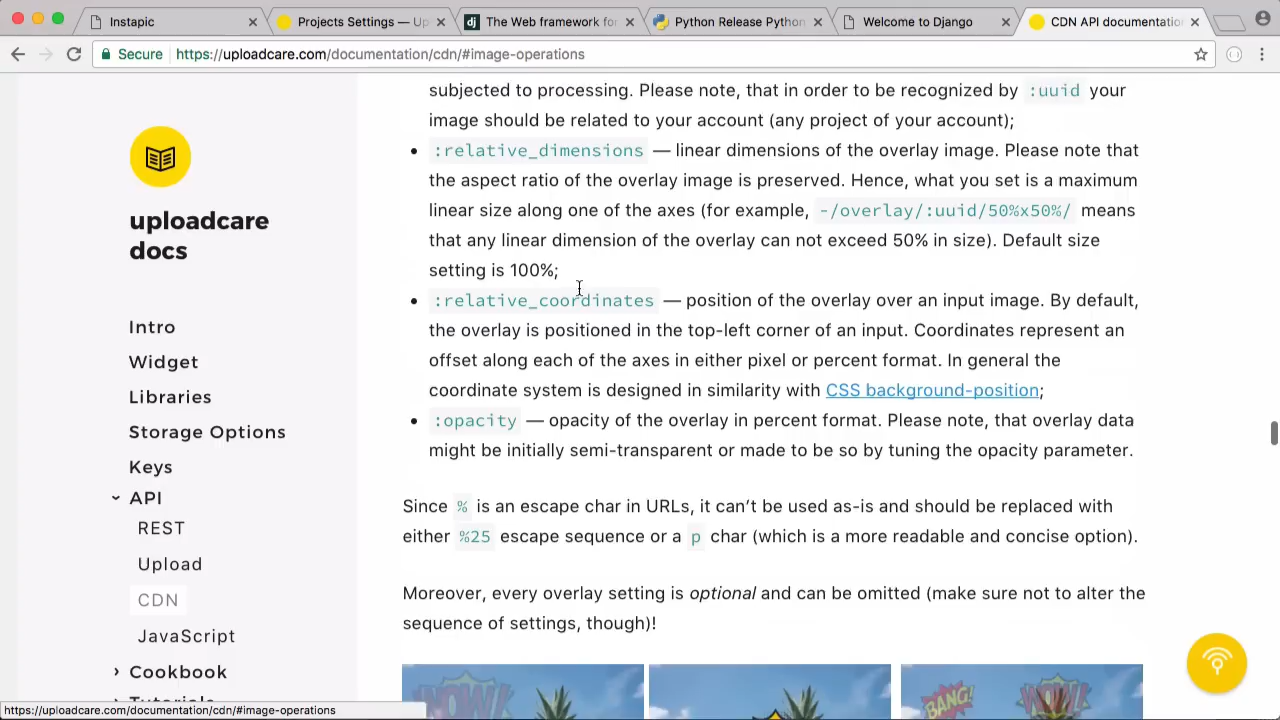 Instapic
Projects Settings — Up
The Web framework for
Python Release Python
Welcome to Django
CDN API documentatio
Secure https://uploadcare.com/documentation/cdn/#image-operations
uploadcare
docs
Intro
Widget
Libraries
Storage Options
Keys
API
REST
Upload
CDN
JavaScript
Cookbook
Tutorials
subjected to processing. Please note, that in order to be recognized by :uuid your
image should be related to your account (any project of your account);
:relative_dimensions — linear dimensions of the overlay image. Please note that
the aspect ratio of the overlay image is preserved. Hence, what you set is a maximum
linear size along one of the axes (for example, -/overlay/:uuid/50%x50%/ means
that any linear dimension of the overlay can not exceed 50% in size). Default size
setting is 100%;
:relative_coordinates — position of the overlay over an input image. By default,
the overlay is positioned in the top-left corner of an input. Coordinates represent an
offset along each of the axes in either pixel or percent format. In general the
coordinate system is designed in similarity with CSS background-position;
:opacity — opacity of the overlay in percent format. Please note, that overlay data
might be initially semi-transparent or made to be so by tuning the opacity parameter.
Since % is an escape char in URLs, it can't be used as-is and should be replaced with
either %25 escape sequence or a p char (which is a more readable and concise option).
Moreover, every overlay setting is optional and can be omitted (make sure not to alter the
sequence of settings, though)!
WOW!
BANG!
WOW!
https://uploadcare.com/documentation/cdn/#image-operations